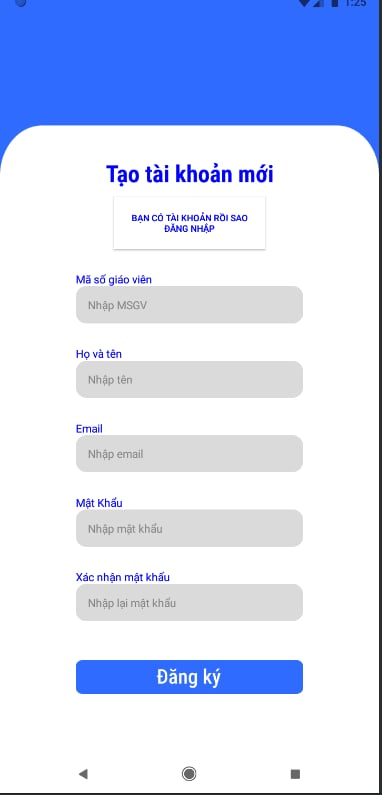 1:25
Tạo tài khoản mới
BẠN CÓ TÀI KHOẢN RỒI SAO
ĐĂNG NHẬP
Mã số giáo viên
Nhập MSGV
Họ và tên
Nhập tên
Email
Nhập email
Mật Khẩu
Nhập mật khẩu
Xác nhận mật khẩu
Nhập lại mật khẩu
Đăng ký